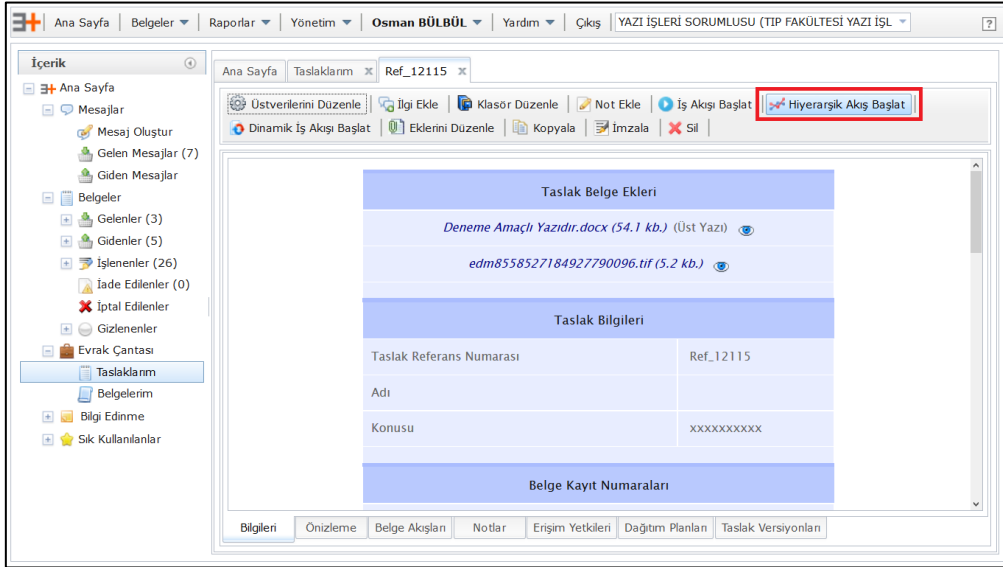 Ana Sayfa Belgeler Raporlar Yönetim Osman BÜLBÜL Yardım Çıkış YAZI İŞLERİ SORUMLUSU (TIP FAKÜLTESİ YAZI İŞL ?
İçerik
Ana Sayfa
Mesajlar
Mesaj Oluştur
Gelen Mesajlar (7)
Giden Mesajlar
Belgeler
Gelenler (3)
Gidenler (5)
İşlenenler (26)
İade Edilenler (0)
İptal Edilenler
Gizlenenler
Evrak Çantası
Taslaklarım
Belgelerim
Bilgi Edinme
Sık Kullanılanlar
Ana Sayfa Taslaklarım x Ref_12115 x
Üstverilerini Düzenle İlgi Ekle Klasör Düzenle Not Ekle İş Akışı Başlat Hiyerarşik Akış Başlat
Dinamik İş Akışı Başlat Eklerini Düzenle Kopyala İmzala Sil
Taslak Belge Ekleri
Deneme Amaçlı Yazıdır.docx (54.1 kb.) (Üst Yazı)
edm8558527184927790096.tif (5.2 kb.)
Taslak Bilgileri
Taslak Referans Numarası Ref_12115
Adı
Konusu xxxxxxxxxx
Belge Kayıt Numaraları
Bilgileri Önizleme Belge Akışları Notlar Erişim Yetkileri Dağıtım Planları Taslak Versiyonları